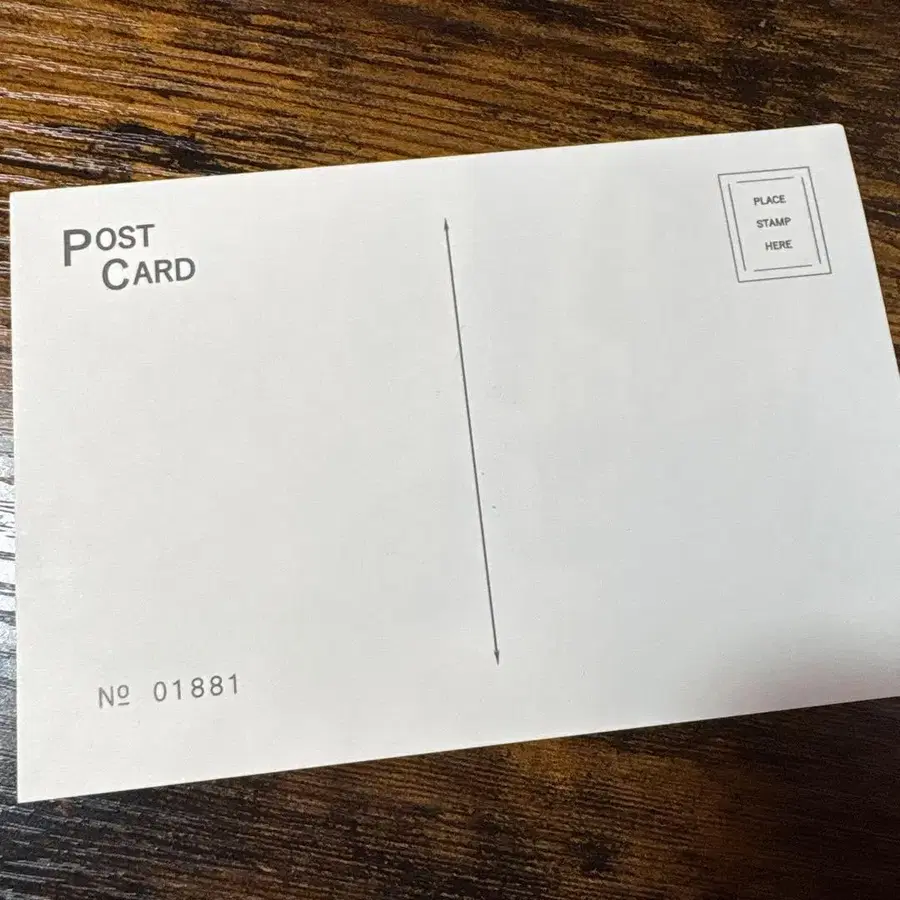 POST
CARD
PLACE
STAMP
HERE
Nº 01881